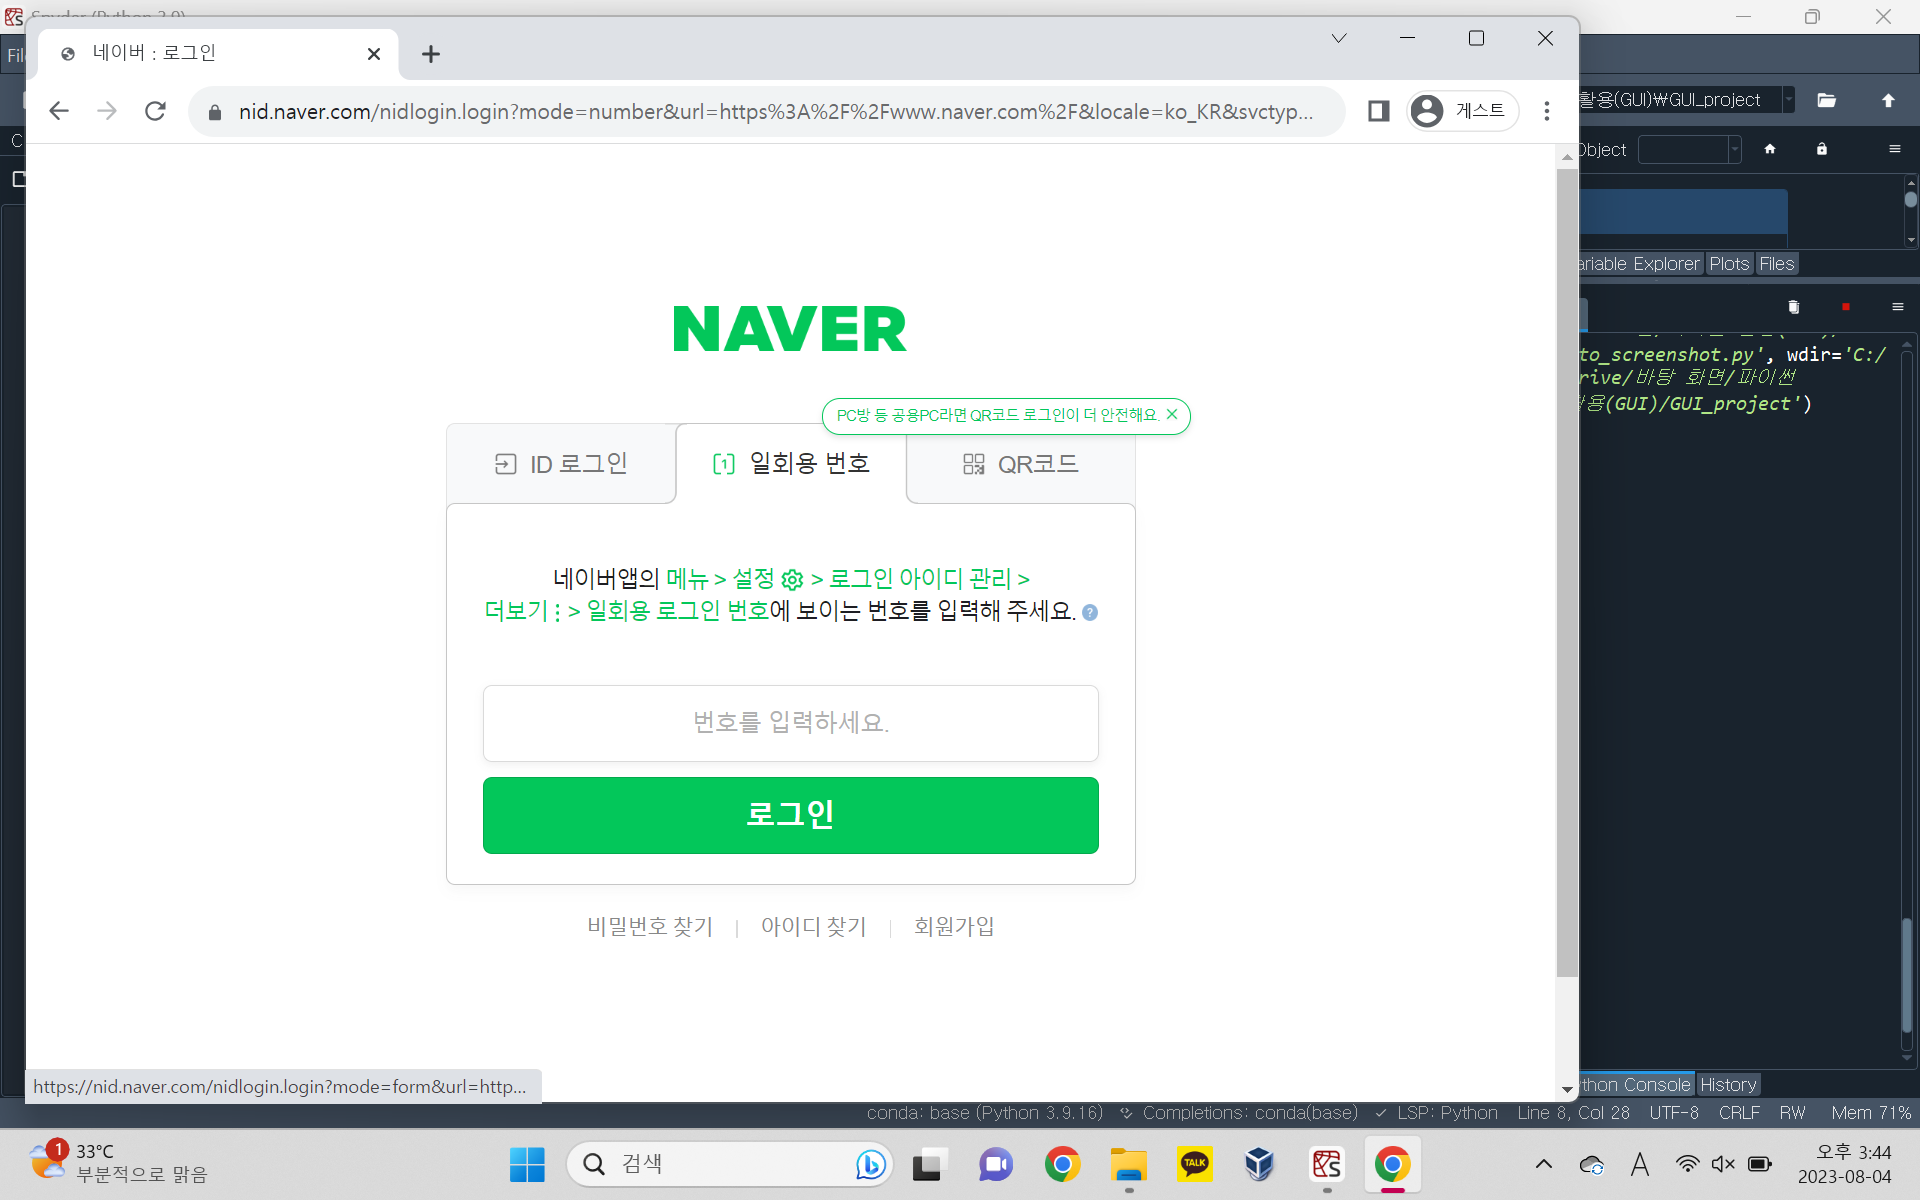 네이버 : 로그인
nid.naver.com/nidlogin.login?mode=number&url=https%3A%2F%2Fwww.naver.com%2F&locale=ko_KR&svctyp...
게스트
활용(GUI)₩GUI_project
Object
NAVER
PC방 등 공용PC라면 QR코드 로그인이 더 안전해요.
ID 로그인
일회용 번호
QR코드
네이버앱의 메뉴 > 설정 > 로그인 아이디 관리 >
더보기 > 일회용 로그인 번호에 보이는 번호를 입력해 주세요.
번호를 입력하세요.
로그인
비밀번호 찾기
아이디 찾기
회원가입
https://nid.naver.com/nidlogin.login?mode=form&url=http...
ariable Explorer
Plots
Files
to_screenshot.py', wdir='C:/
rive/바탕 화면/파이썬
활용(GUI)/GUI_project')
ython Console
History
conda: base (Python 3.9.16)
Completions: conda(base)
LSP: Python
Line 8, Col 28
UTF-8
CRLF
RW
Mem 71%
1
33°C
부분적으로 맑음
검색
TALK
A
오후 3:44
2023-08-04